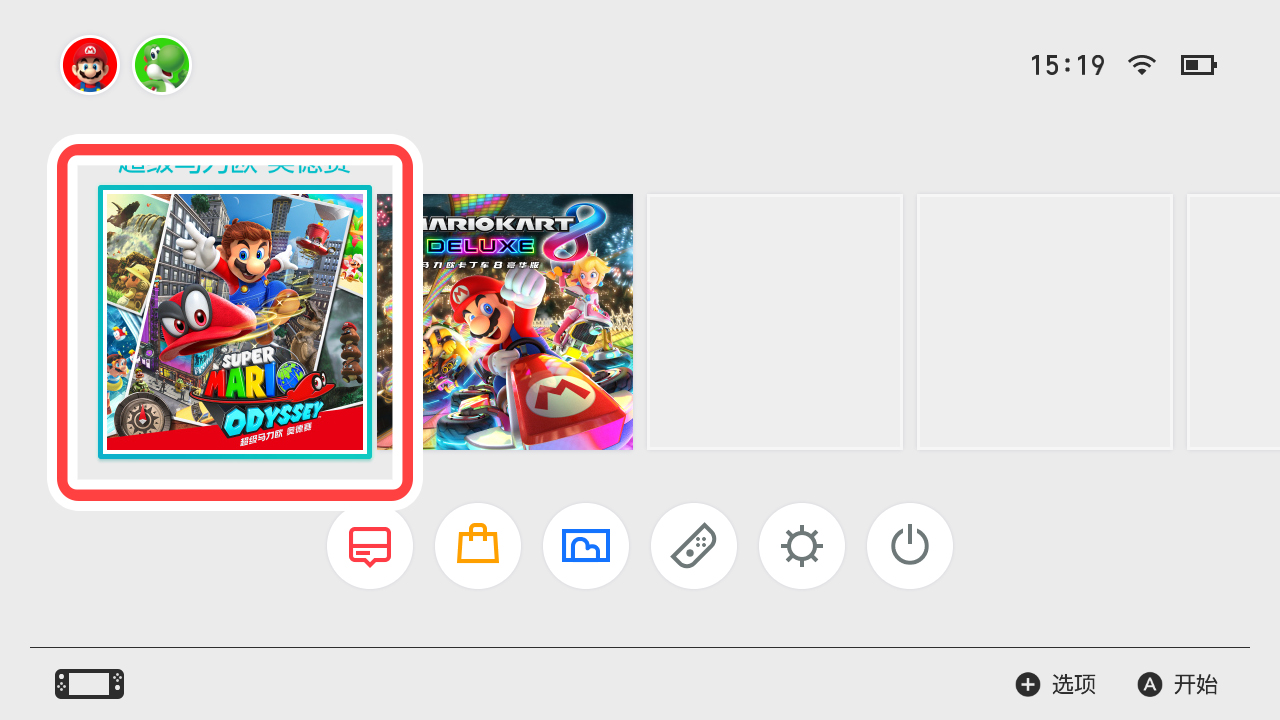 15:19
超级马力欧 奥德赛
SUPER
MARIO
ODYSSEY
超级马力欧 奥德赛
MARIOKART
8
DELUXE
马力欧卡丁车 8 豪华版
选项
A 开始